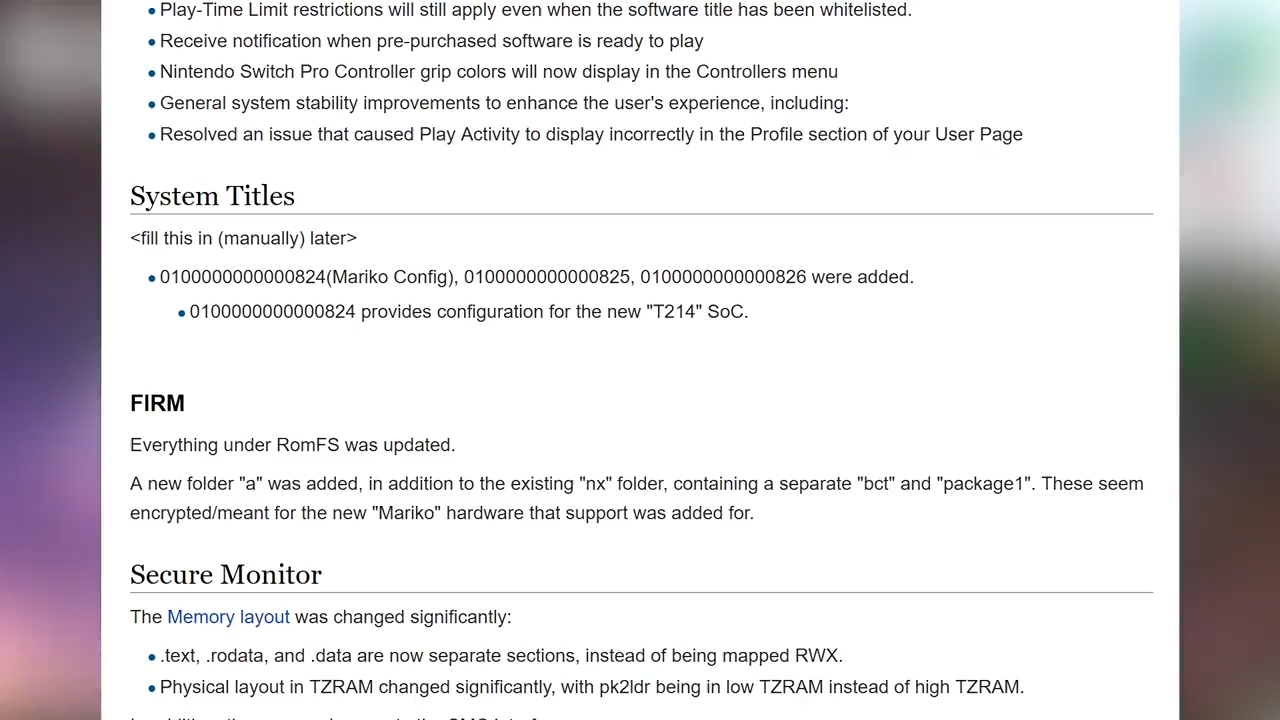 Play-Time Limit restrictions will still apply even when the software title has been whitelisted.
Receive notification when pre-purchased software is ready to play
Nintendo Switch Pro Controller grip colors will now display in the Controllers menu
General system stability improvements to enhance the user's experience, including:
Resolved an issue that caused Play Activity to display incorrectly in the Profile section of your User Page
System Titles
<fill this in (manually) later>
0100000000000824(Mariko Config), 0100000000000825, 0100000000000826 were added.
0100000000000824 provides configuration for the new "T214" SoC.
FIRM
Everything under RomFS was updated.
A new folder "a" was added, in addition to the existing "nx" folder, containing a separate "bct" and "package1". These seem
encrypted/meant for the new "Mariko" hardware that support was added for.
Secure Monitor
The Memory layout was changed significantly:
.text, .rodata, and .data are now separate sections, instead of being mapped RWX.
Physical layout in TZRAM changed significantly, with pk2ldr being in low TZRAM instead of high TZRAM.